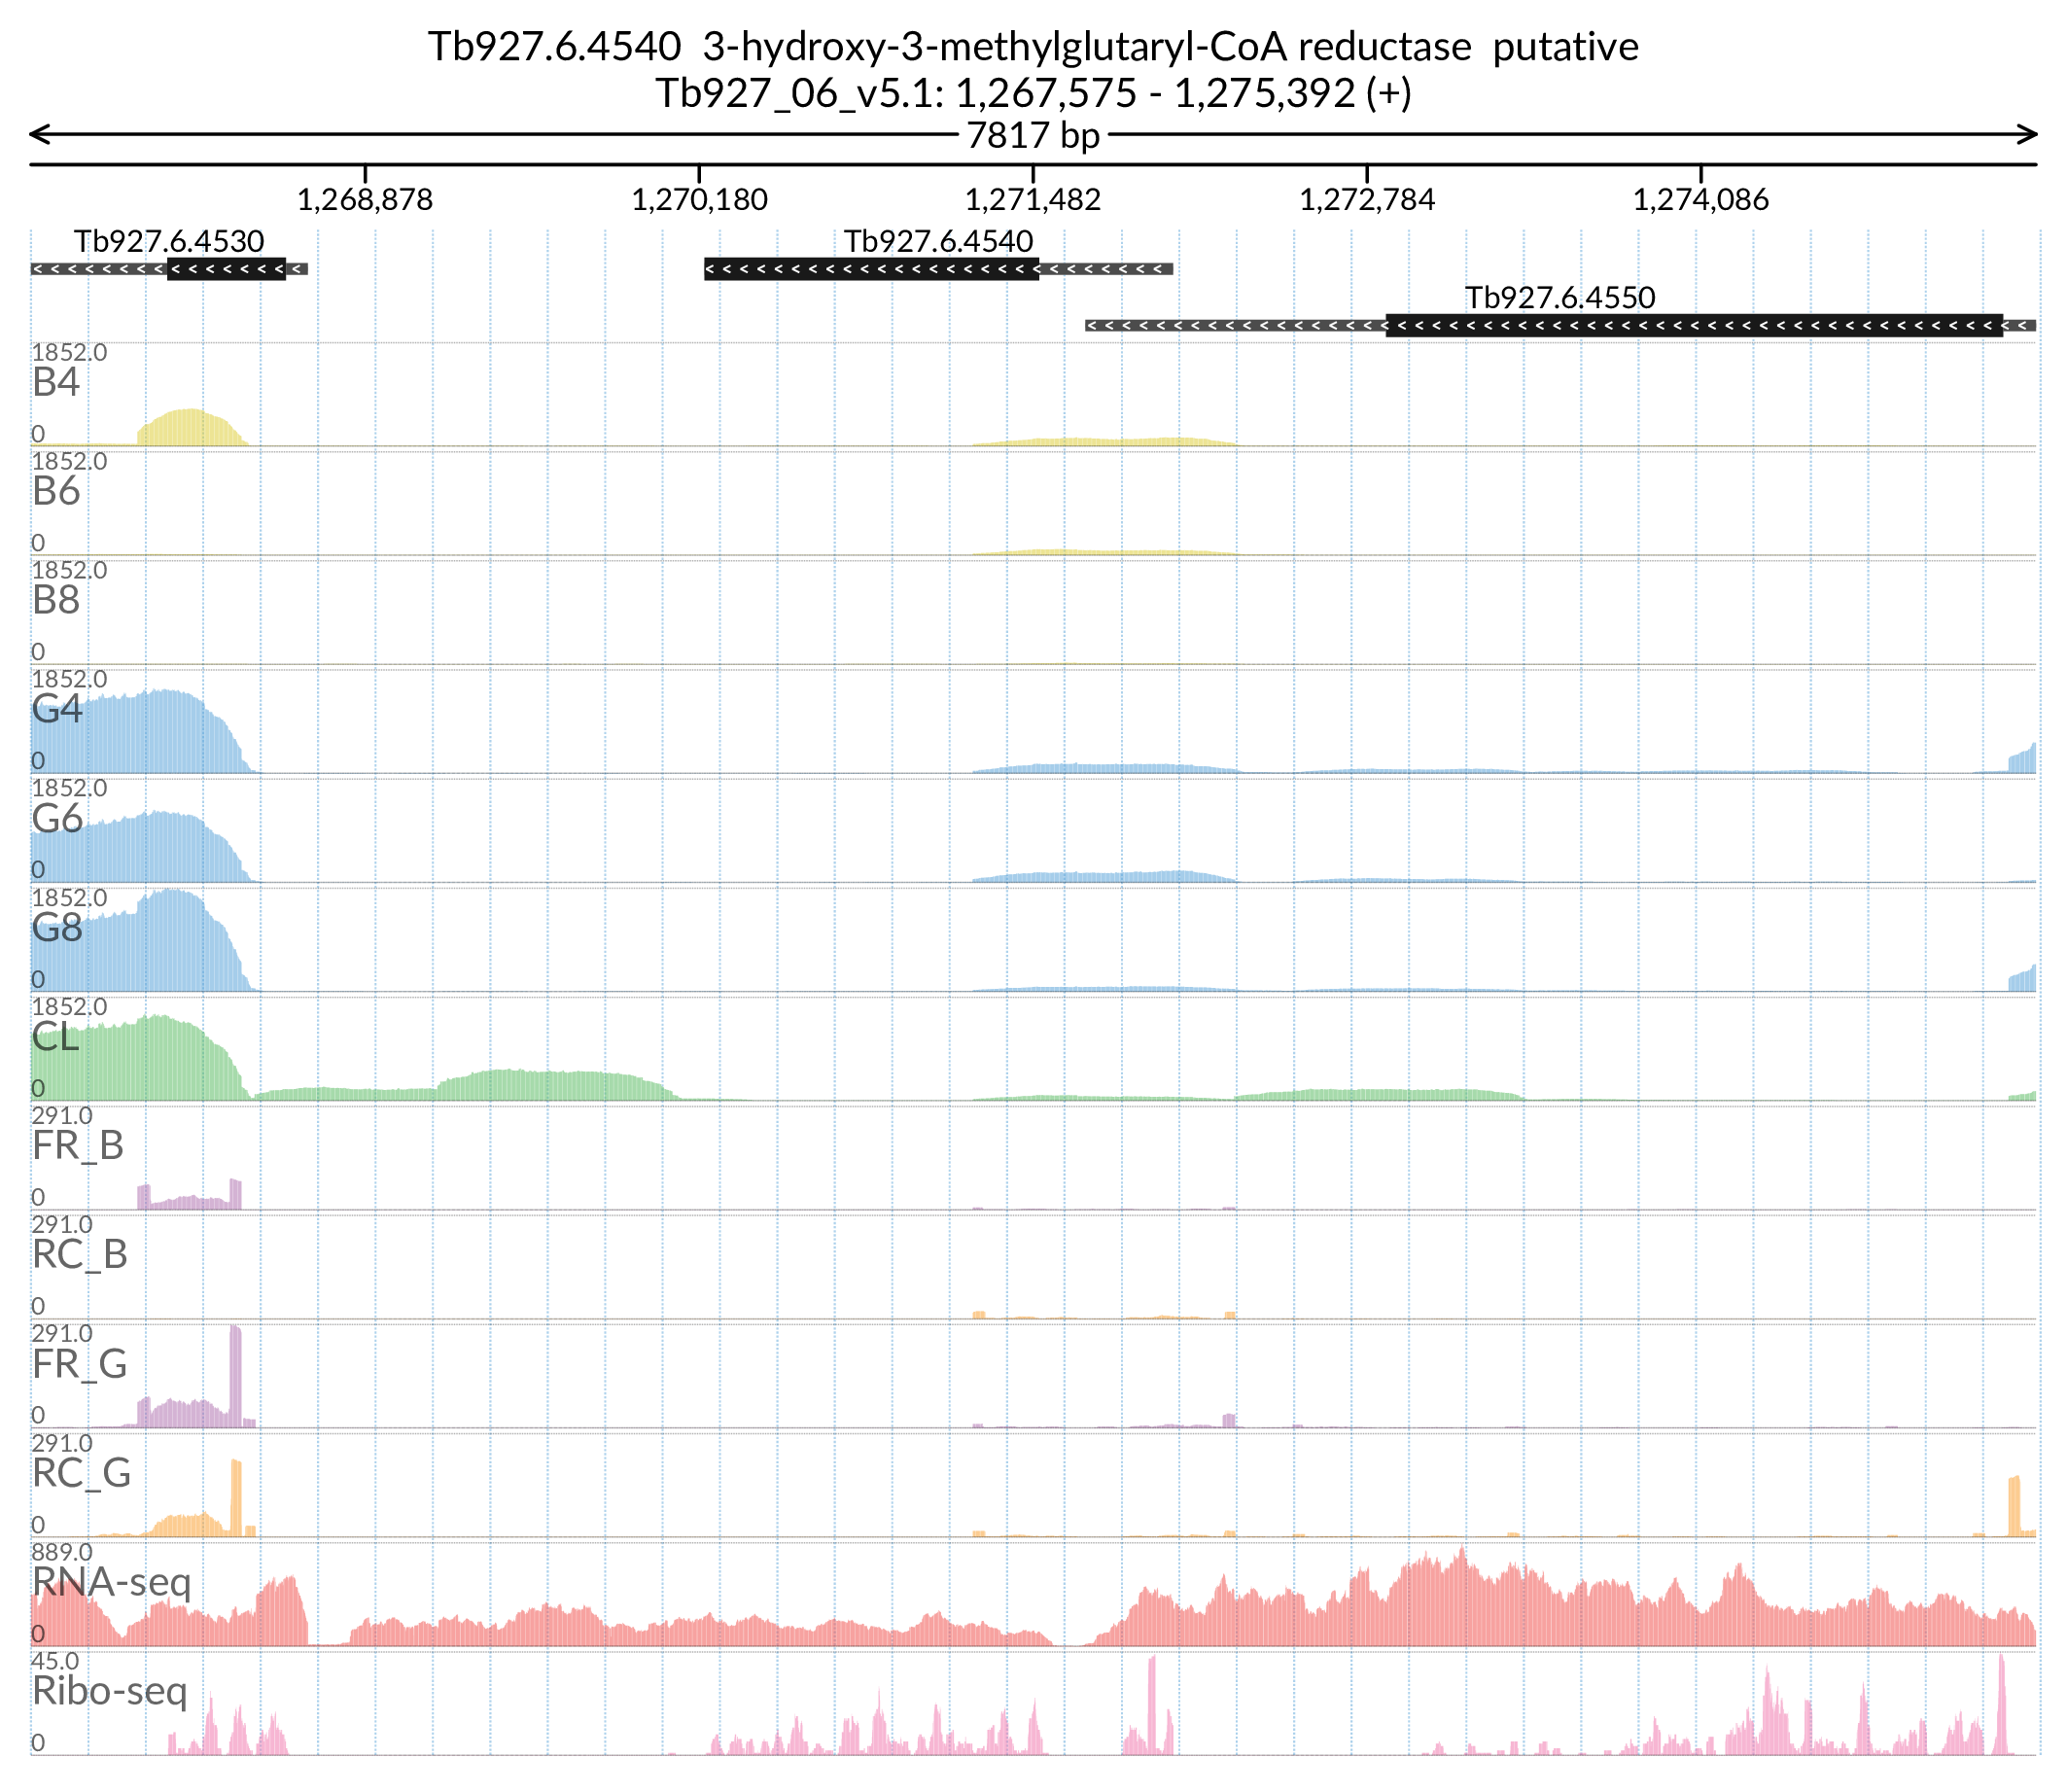 Tb927.6.4540  3-hydroxy-3-methylglutaryl-CoA reductase  putative
Tb927_06_v5.1: 1,267,575 - 1,275,392 (+)
7817 bp
1,268,878 1,270,180 1,271,482 1,272,784 1,274,086
Tb927.6.4530 Tb927.6.4540
Tb927.6.4550
1852.0
B4
0
1852.0
B6
0
1852.0
B8
0
1852.0
G4
0
1852.0
G6
0
1852.0
G8
0
1852.0
CL
0
291.0
FR_B
0
291.0
RC_B
0
291.0
FR_G
0
291.0
RC_G
0
889.0
RNA-seq
0
45.0
Ribo-seq
0